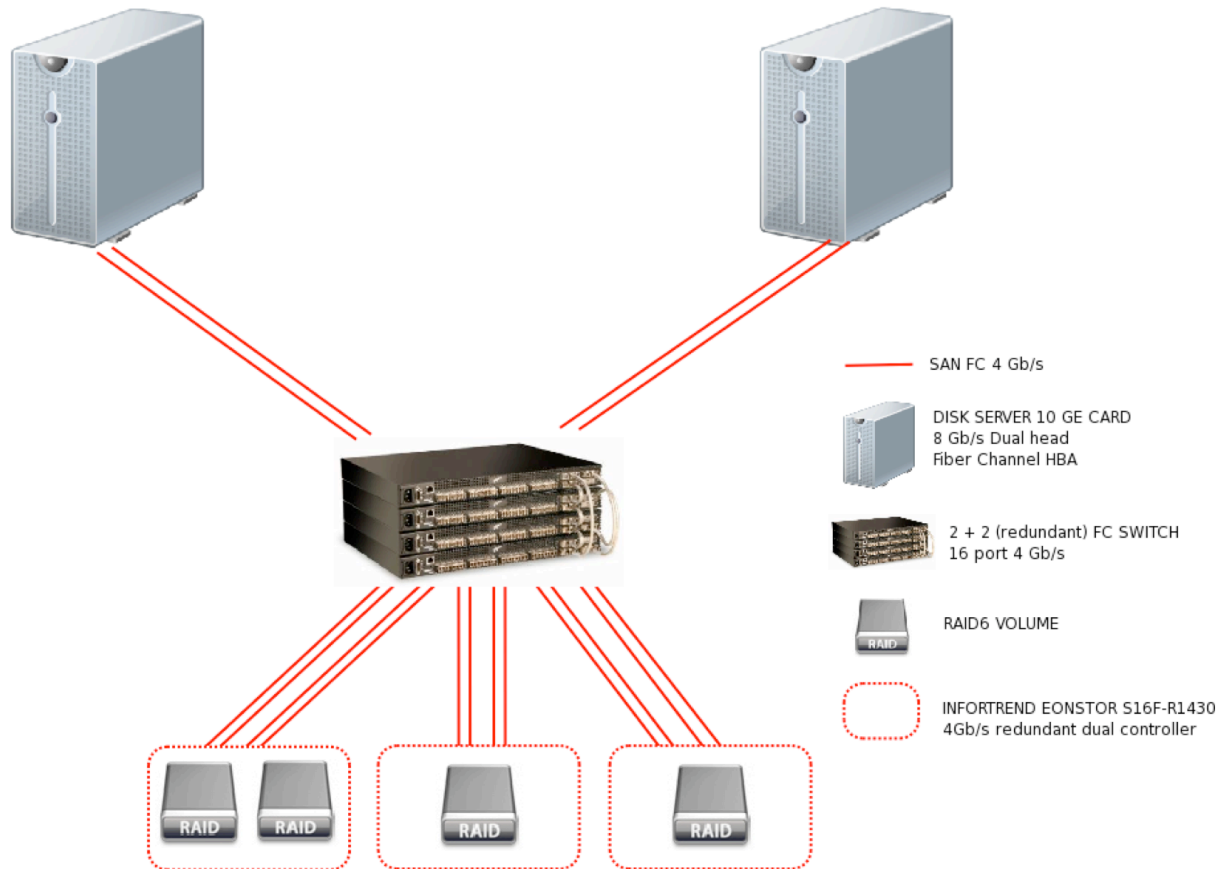 SAN FC 4 Gb/s
DISK SERVER 10 GE CARD
8 Gb/s Dual head
Fiber Channel HBA
2 + 2 (redundant) FC SWITCH
16 port 4 Gb/s
RAID6 VOLUME
RAID
INFORTREND EONSTOR S16F-R1430
4Gb/s redundant dual controller
RAID
RAID
RAID
RAID